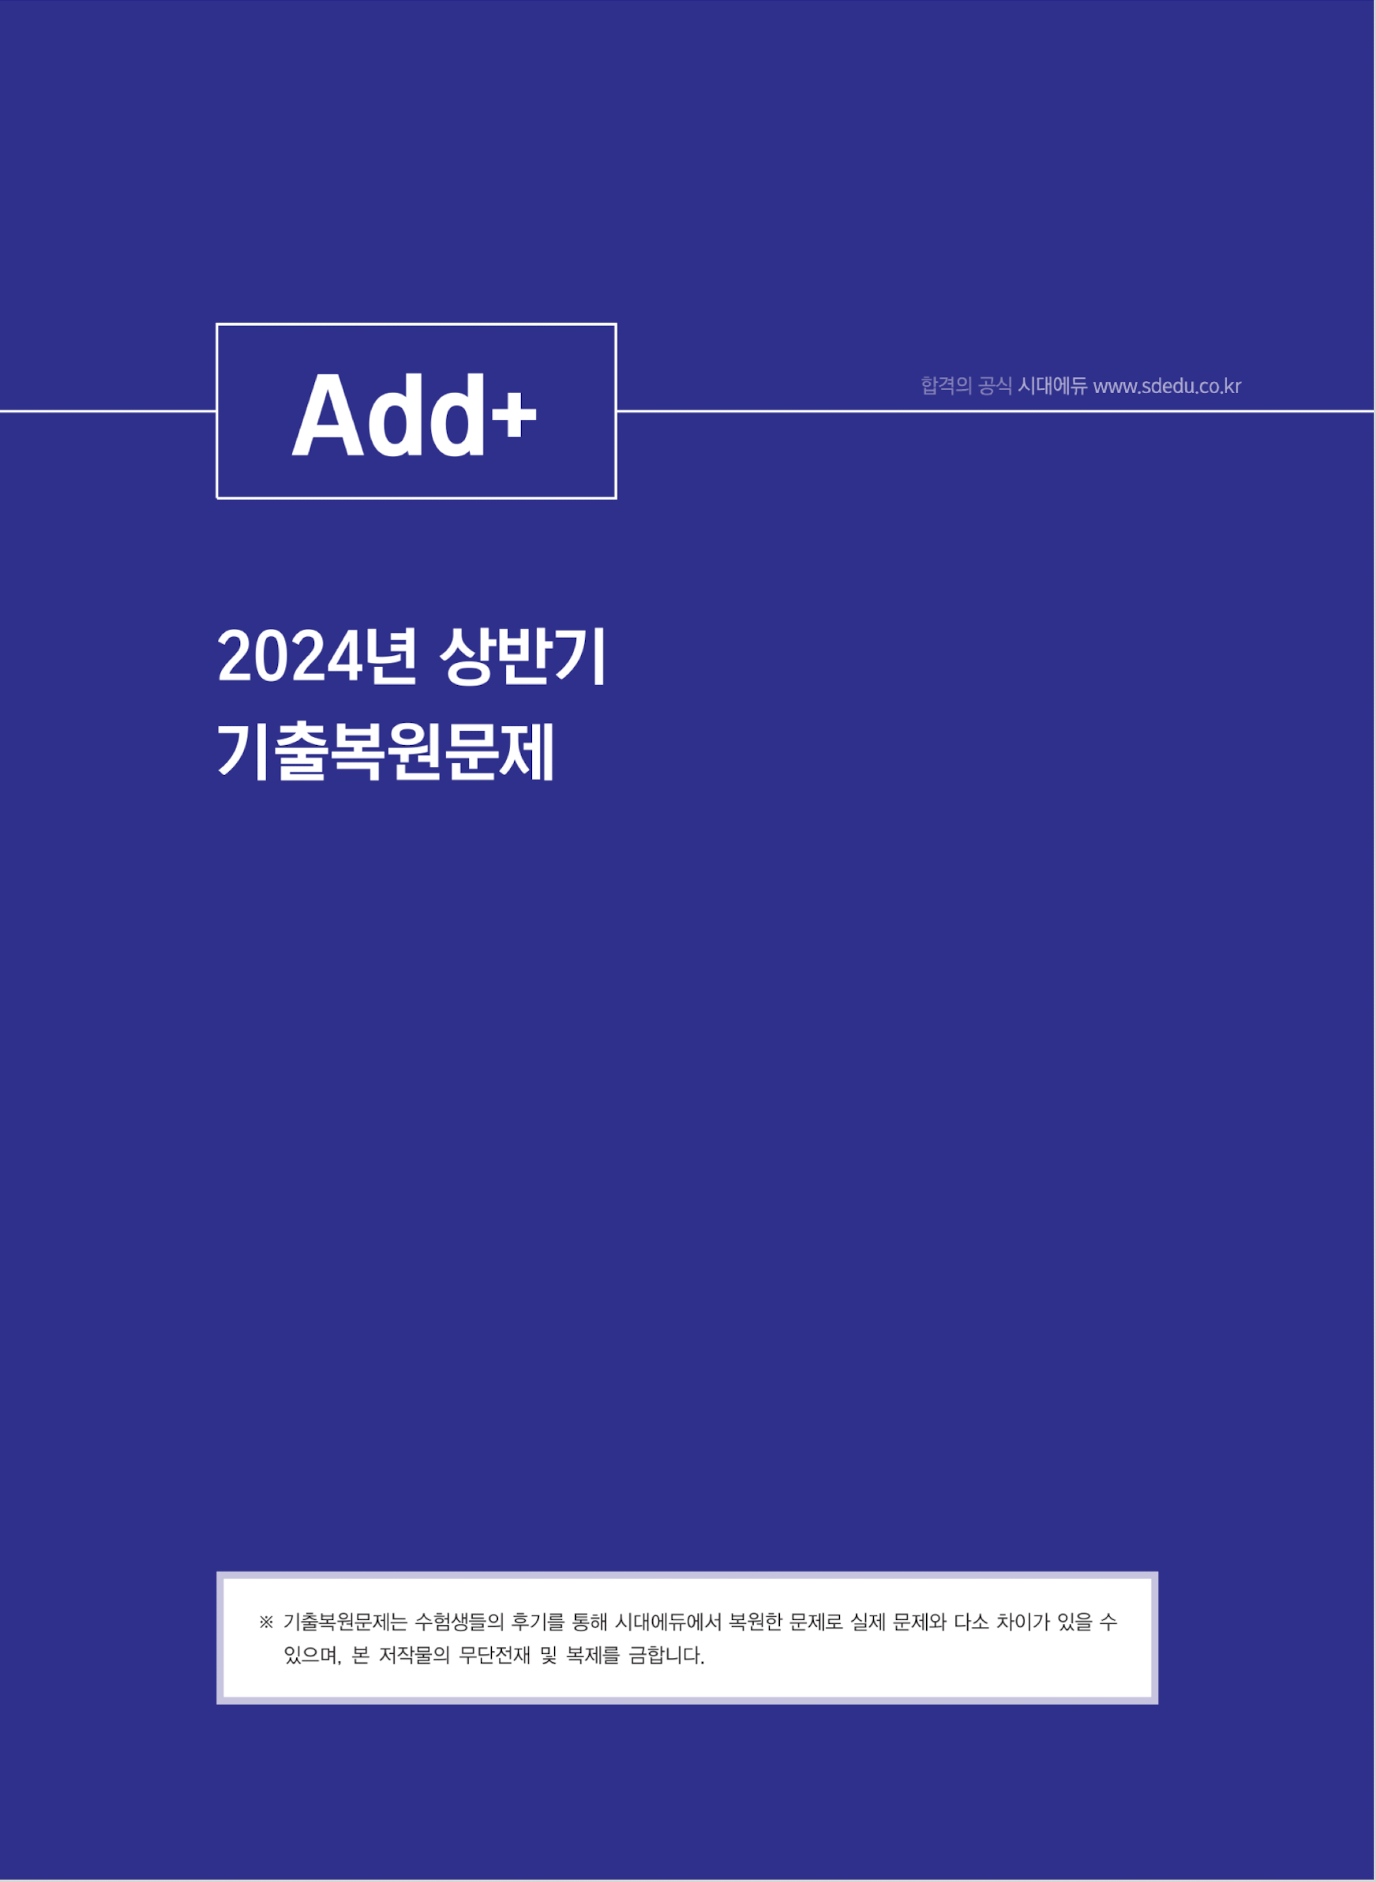 Add+
합격의 공식 시대에듀 www.sdedu.co.kr
2024년 상반기
기출복원문제
※ 기출복원문제는 수험생들의 후기를 통해 시대에듀에서 복원한 문제로 실제 문제와 다소 차이가 있을 수
있으며, 본 저작물의 무단전재 및 복제를 금합니다.